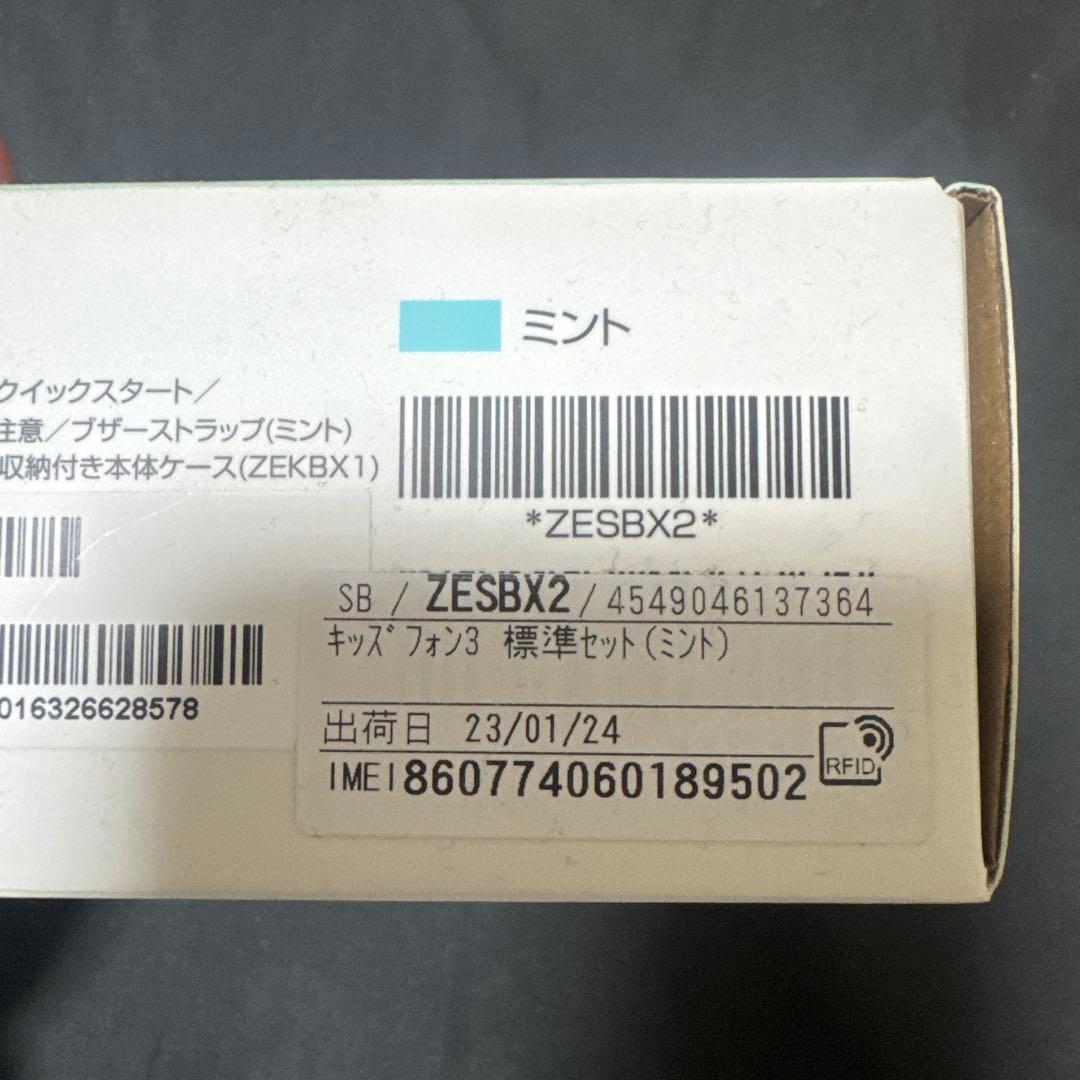 ミント
クイックスタート/
注意/ブザーストラップ(ミント)
収納付き本体ケース(ZEKBX1)
*ZESBX2*
SB / ZESBX2 / 4549046137364
キッズフォン3 標準セット(ミント)
016326628578
出荷日 23/01/24
IMEI 860774060189502
RFID